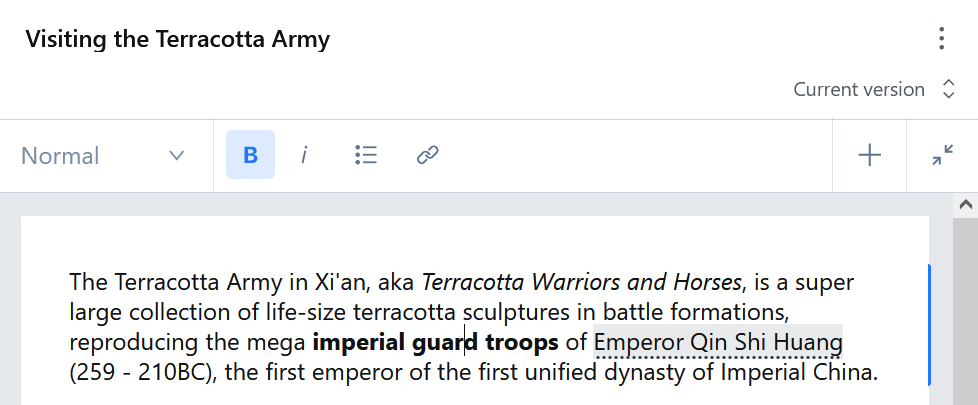 Visiting the Terracotta Army
Current version
Normal
B
i
The Terracotta Army in Xi'an, aka Terracotta Warriors and Horses, is a super
large collection of life-size terracotta sculptures in battle formations,
reproducing the mega imperial guard troops of Emperor Qin Shi Huang
(259 - 210BC), the first emperor of the first unified dynasty of Imperial China.